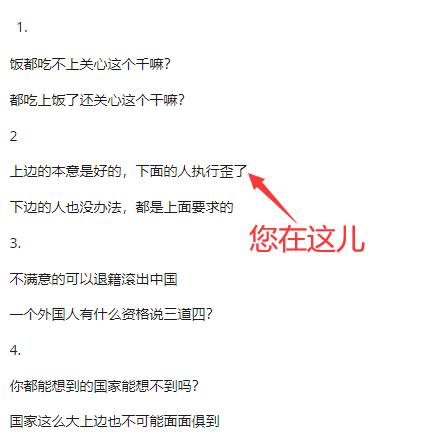 1.
饭都吃不上关心这个干嘛？
都吃上饭了还关心这个干嘛？
2
上边的本意是好的，下面的人执行歪了
下边的人也没办法，都是上面要求的
您在这儿
3.
不满意的可以退籍滚出中国
一个外国人有什么资格说三道四？
4.
你都能想到的国家能想不到吗？
国家这么大上边也不可能面面俱到